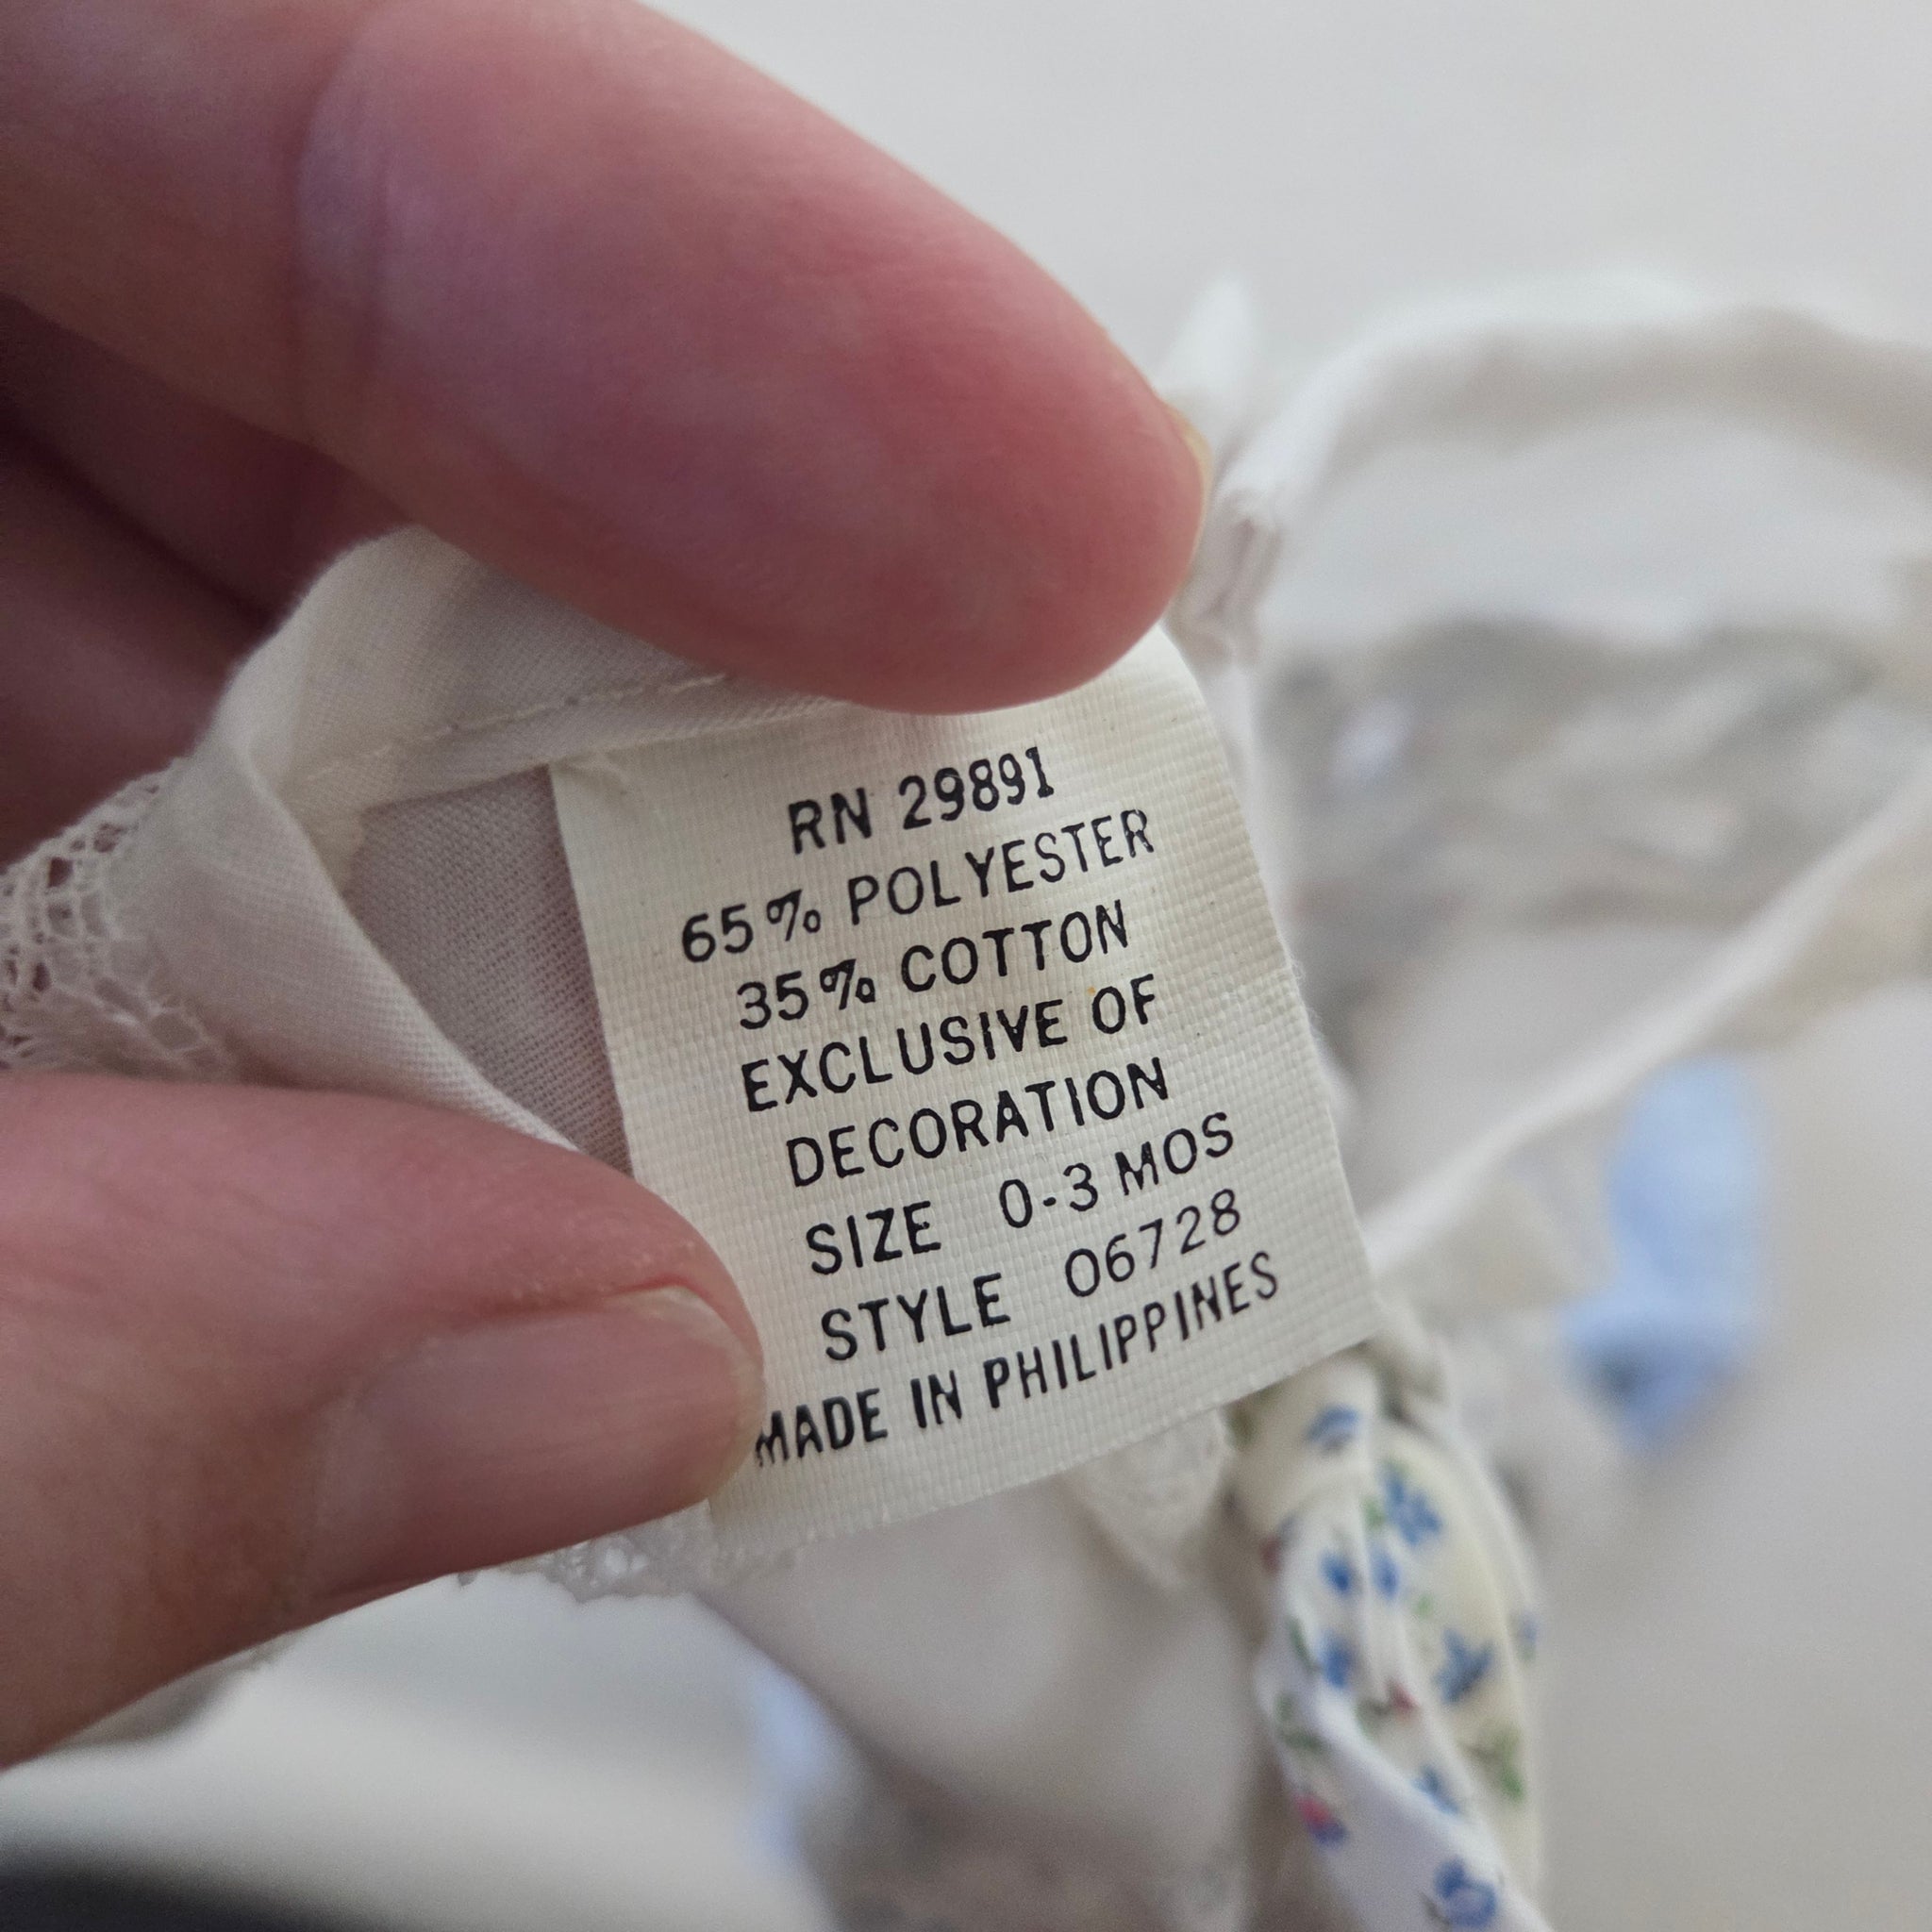 RN 29891
65% POLYESTER
35% COTTON
EXCLUSIVE OF
DECORATION
SIZE 0-3 MOS
STYLE 06728
MADE IN PHILIPPINES